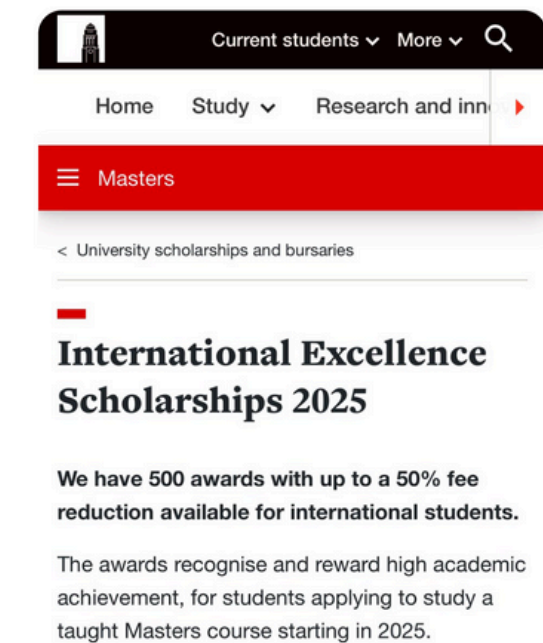 Current students More
Home Study Research and inno
Masters
< University scholarships and bursaries
International Excellence
Scholarships 2025
We have 500 awards with up to a 50% fee
reduction available for international students.
The awards recognise and reward high academic
achievement, for students applying to study a
taught Masters course starting in 2025.